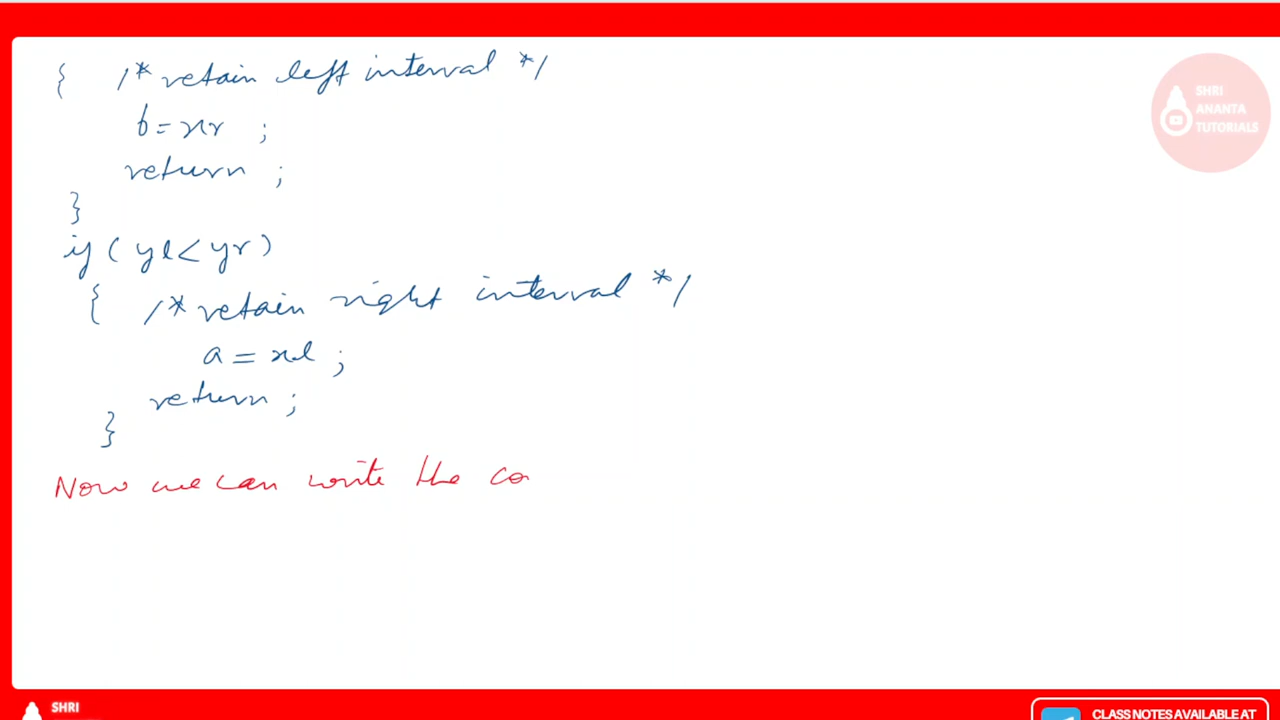 { /* retain left interval */
b = xr ;
return ;
}
if ( yl < yr )
{ /* retain right interval */
a = xl ;
return ;
}
Now we can write the co
SHRI
ANANTA
TUTORIALS
SHRI
CLASS NOTES AVAILABLE AT